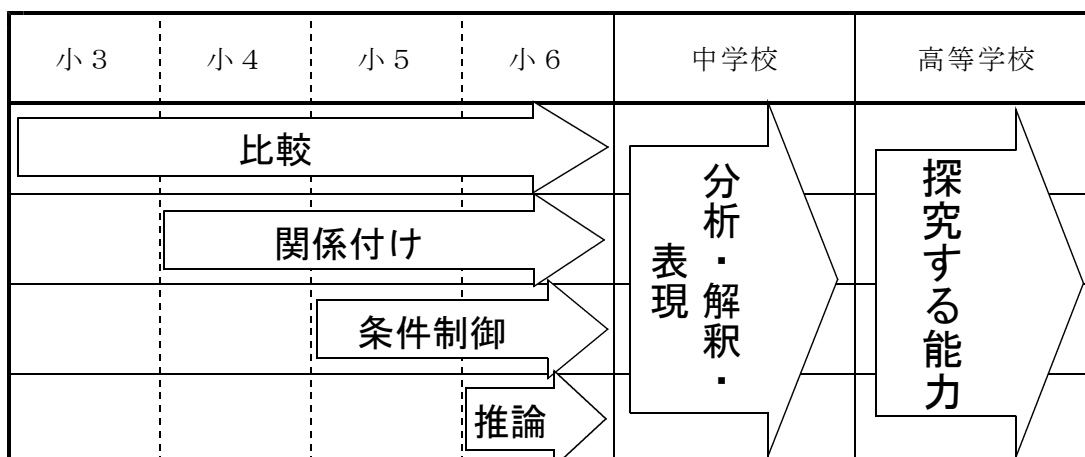 小3 小4 小5 小6 中学校 高等学校
比較
関係付け
条件制御
推論
分析・解釈・
表現
探究する能力